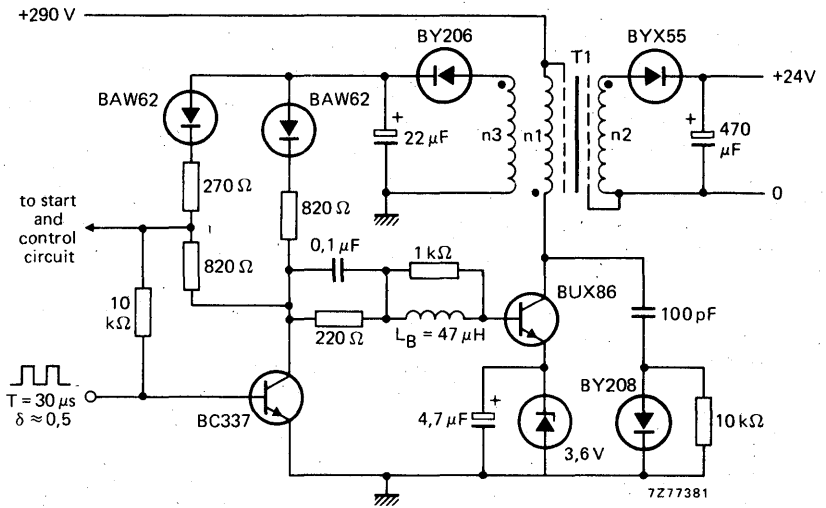 +290 V
BY206
T1
BYX55
BAW62
BAW62
+
22 μF
n3
n1
n2
+24V
+
470
μF
270 Ω
820 Ω
0
to start
and
control
circuit
820 Ω
0,1 μF
1 kΩ
BUX86
10
kΩ
220 Ω
L_B = 47 μH
100 pF
T = 30 μs
δ ≈ 0,5
BC337
+
4,7 μF
BY208
10 kΩ
3,6 V
7Z77381